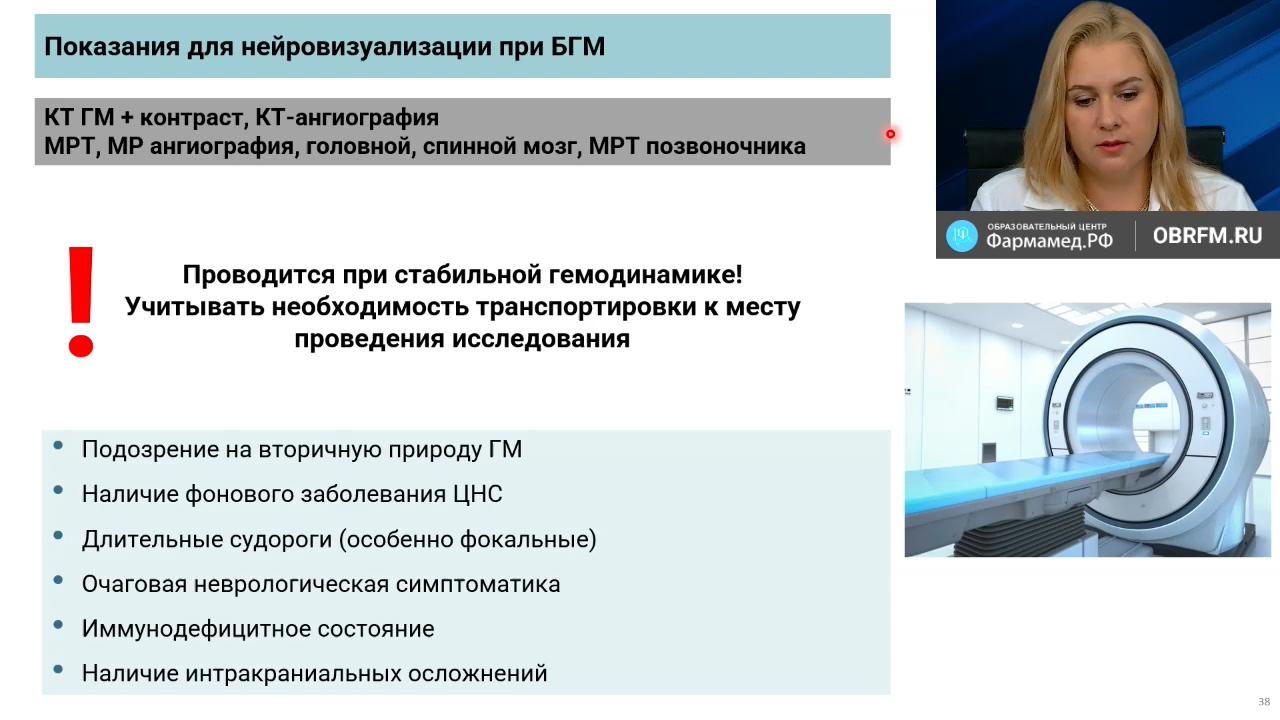 Показания для нейровизуализации при БГМ
КТ ГМ + контраст, КТ-ангиография
МРТ, МР ангиография, головной, спинной мозг, МРТ позвоночника
!
Проводится при стабильной гемодинамике!
Учитывать необходимость транспортировки к месту
проведения исследования
• Подозрение на вторичную природу ГМ
• Наличие фонового заболевания ЦНС
• Длительные судороги (особенно фокальные)
• Очаговая неврологическая симптоматика
• Иммунодефицитное состояние
• Наличие интракраниальных осложнений
ОБРАЗОВАТЕЛЬНЫЙ ЦЕНТР
Фармамед.РФ
OBRFM.RU
38